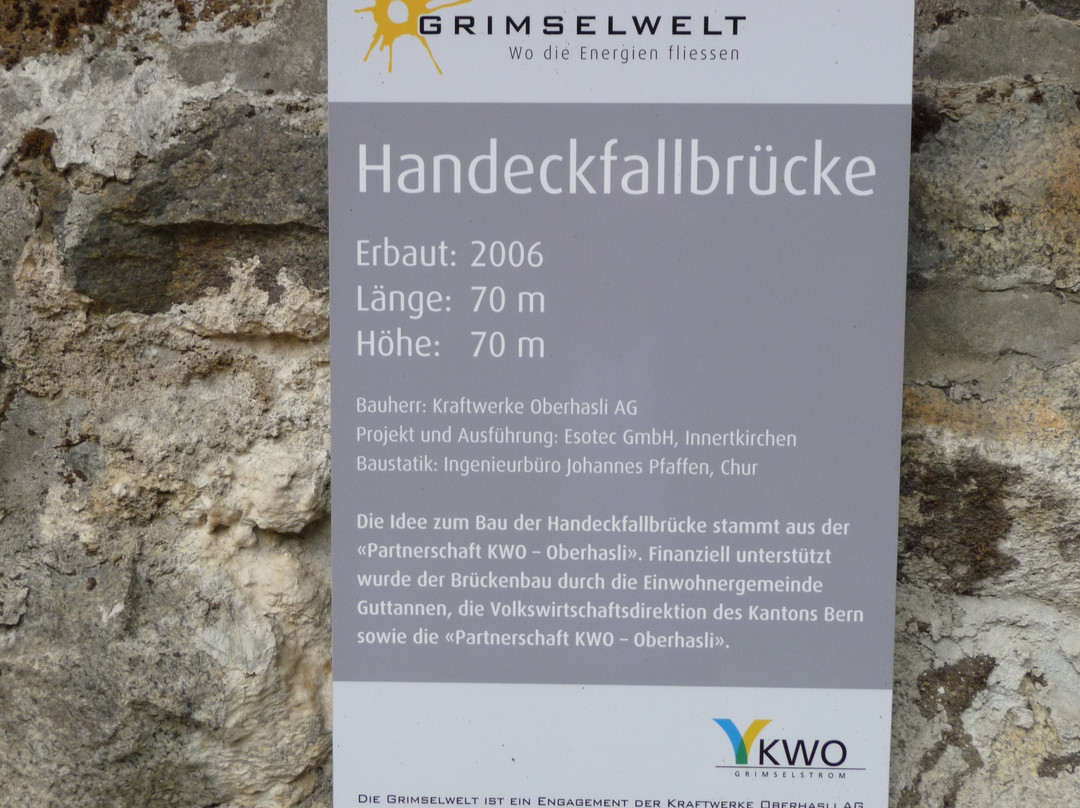 GRIMSELWELT
Wo die Energien fliessen
Handeckfallbrücke
Erbaut: 2006
Länge: 70 m
Höhe: 70 m
Bauherr: Kraftwerke Oberhasli AG
Projekt und Ausführung: Esotec GmbH, Innertkirchen
Baustatik: Ingenieurbüro Johannes Pfaffen, Chur
Die Idee zum Bau der Handeckfallbrücke stammt aus der
«Partnerschaft KWO – Oberhasli». Finanziell unterstützt
wurde der Brückenbau durch die Einwohnergemeinde
Guttannen, die Volkswirtschaftsdirektion des Kantons Bern
sowie die «Partnerschaft KWO – Oberhasli».
KWO
GRIMSELSTROM
DIE GRIMSELWELT IST EIN ENGAGEMENT DER KRAFTWERKE OBERHASLI AG